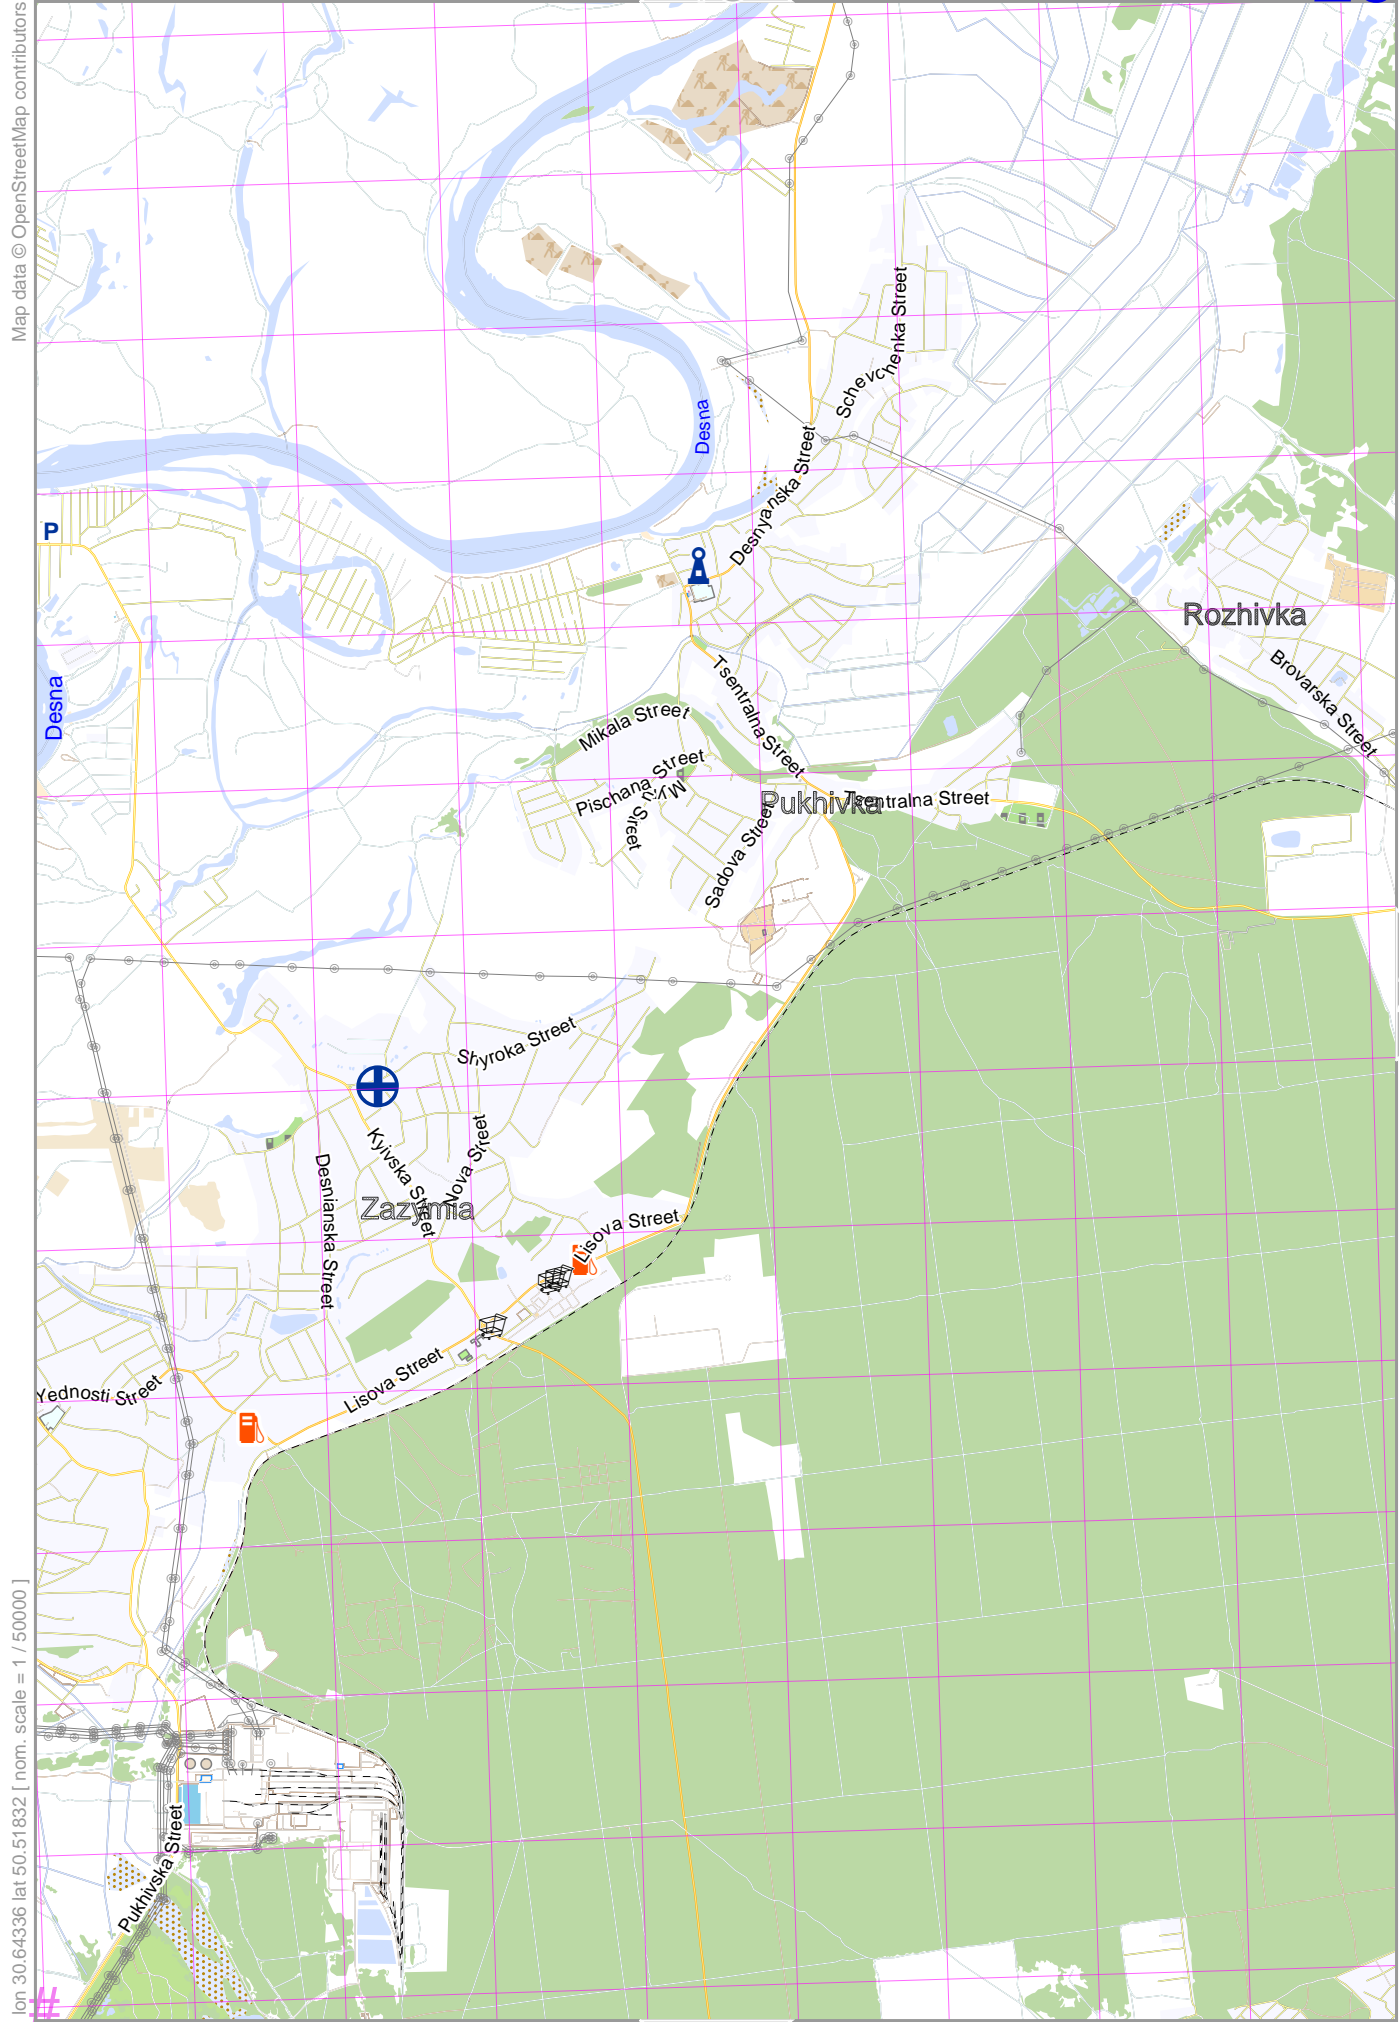 Map data © OpenStreetMap contributors
Schevchenka Street
Desna
Desnyanska Street
P
Rozhivka
Brovarska Street
Desna
Tsentralna Street
Mikala Street
Pischana Street
Tsentralna Street
Pukhivka
Sadova Street
Shyroka Street
Kyivska Street
Nova Street
Desnianska Street
Zazymia
Lisova Street
Lisova Street
Yednosti Street
Pukhivska Street
lon 30.64336 lat 50.51832 [ nom. scale = 1 / 50000 ]
#